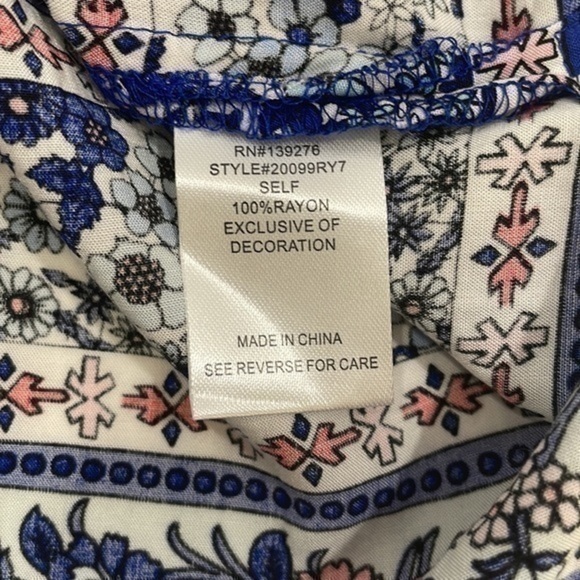 RN#139276
STYLE#20099RY7
SELF
100%RAYON
EXCLUSIVE OF
DECORATION
MADE IN CHINA
SEE REVERSE FOR CARE